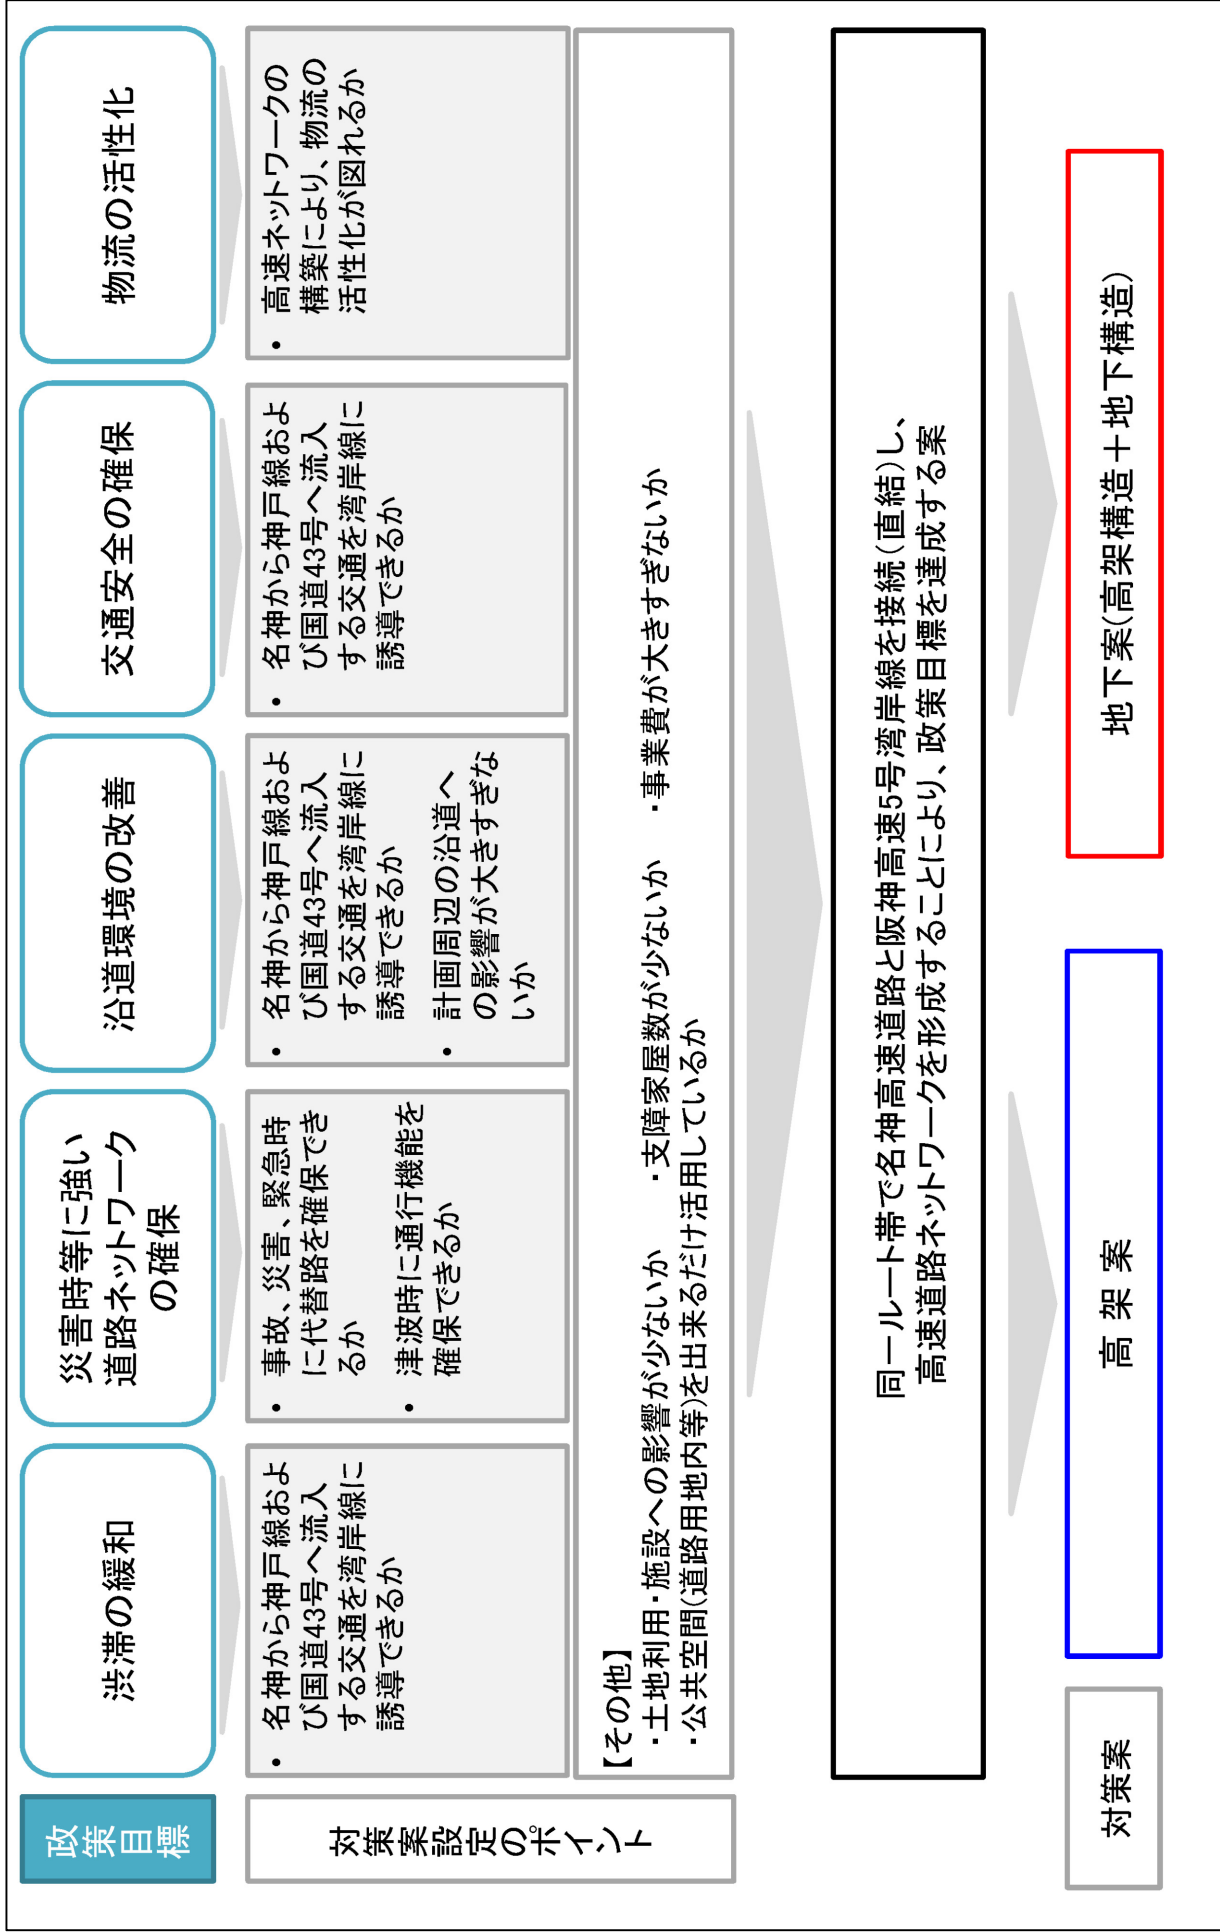 政策目標
渋滞の緩和
災害時等に強い
道路ネットワーク
の確保
沿道環境の改善
交通安全の確保
物流の活性化
対策案設定のポイント
• 名神から神戸線およ
び国道43号へ流入
する交通を湾岸線に
誘導できるか
• 事故、災害、緊急時
に代替路を確保でき
るか
• 津波時に通行機能を
確保できるか
• 名神から神戸線およ
び国道43号へ流入
する交通を湾岸線に
誘導できるか
• 計画周辺の沿道へ
の影響が大きすぎな
いか
• 名神から神戸線およ
び国道43号へ流入
する交通を湾岸線に
誘導できるか
• 高速ネットワークの
構築により、物流の
活性化が図れるか
【その他】
・土地利用・施設への影響が少ないか ・支障家屋数が少ないか ・事業費が大きすぎないか
・公共空間(道路用地内等)を出来るだけ活用しているか
同一ルート帯で名神高速道路と阪神高速5号湾岸線を接続(直結)し、
高速道路ネットワークを形成することにより、政策目標を達成する案
対策案
高 架 案
地下案(高架構造＋地下構造)